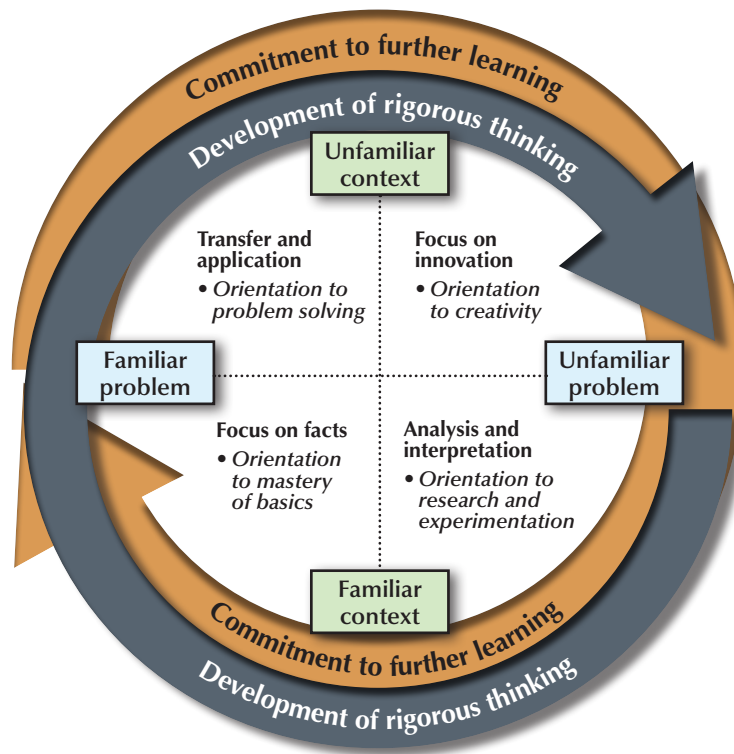 Commitment to further learning
Development of rigorous thinking
Unfamiliar
context
Transfer and
application
• Orientation to
problem solving
Focus on
innovation
• Orientation
to creativity
Familiar
problem
Unfamiliar
problem
Focus on facts
• Orientation
to mastery
of basics
Analysis and
interpretation
• Orientation to
research and
experimentation
Familiar
context
Commitment to further learning
Development of rigorous thinking